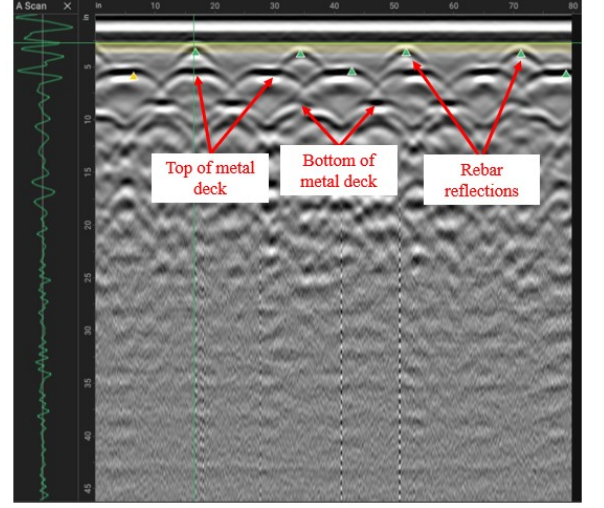 A Scan ×
in 10 20 30 40 50 60 70 80
in
5
10
15
20
25
30
35
40
45
Top of metal
deck
Bottom of
metal deck
Rebar
reflections